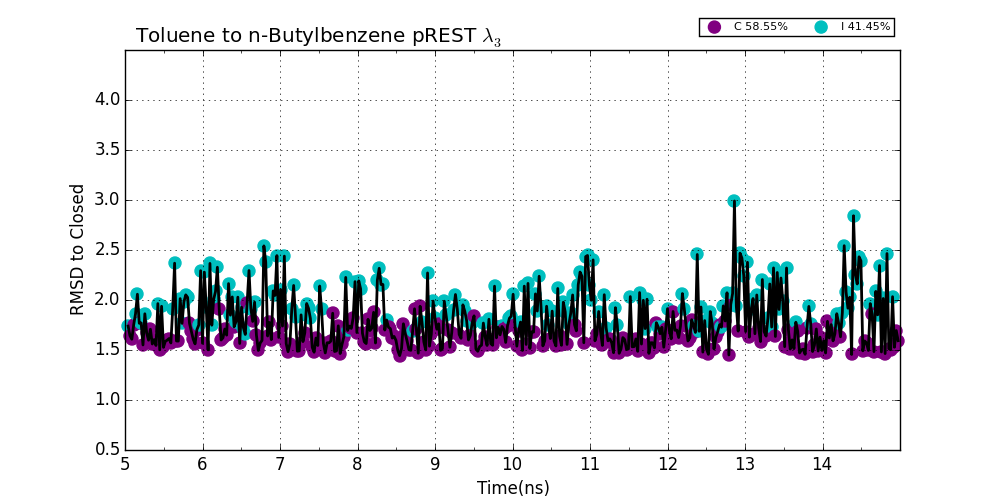 Toluene to n-Butylbenzene pREST λ₃
C 58.55%
I 41.45%
RMSD to Closed
4.0
3.5
3.0
2.5
2.0
1.5
1.0
0.5
5 6 7 8 9 10 11 12 13 14
Time(ns)